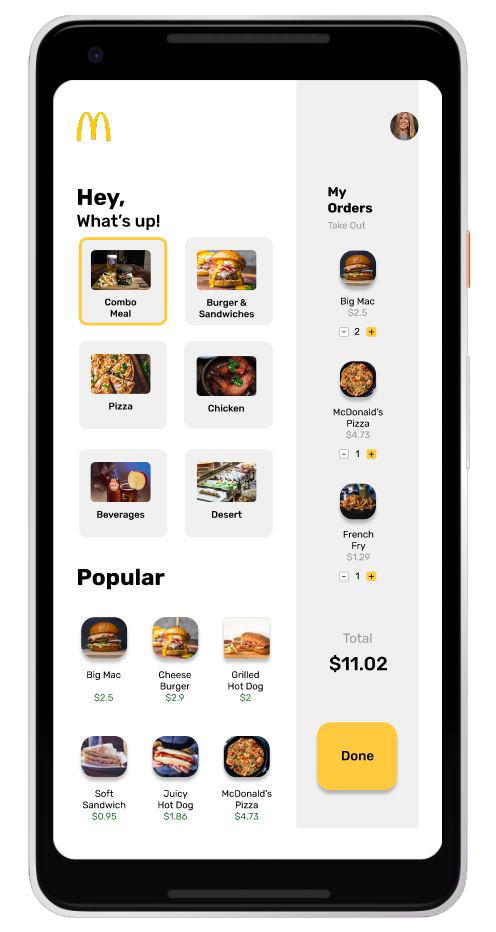 Hey,
What's up!
Combo
Meal
Burger &
Sandwiches
Pizza
Chicken
Beverages
Desert
Popular
Big Mac
$2.5
Cheese
Burger
$2.9
Grilled
Hot Dog
$2
Soft
Sandwich
$0.95
Juicy
Hot Dog
$1.86
McDonald's
Pizza
$4.73
My
Orders
Take Out
Big Mac
$2.5
- 2 +
McDonald's
Pizza
$4.73
- 1 +
French
Fry
$1.29
- 1 +
Total
$11.02
Done